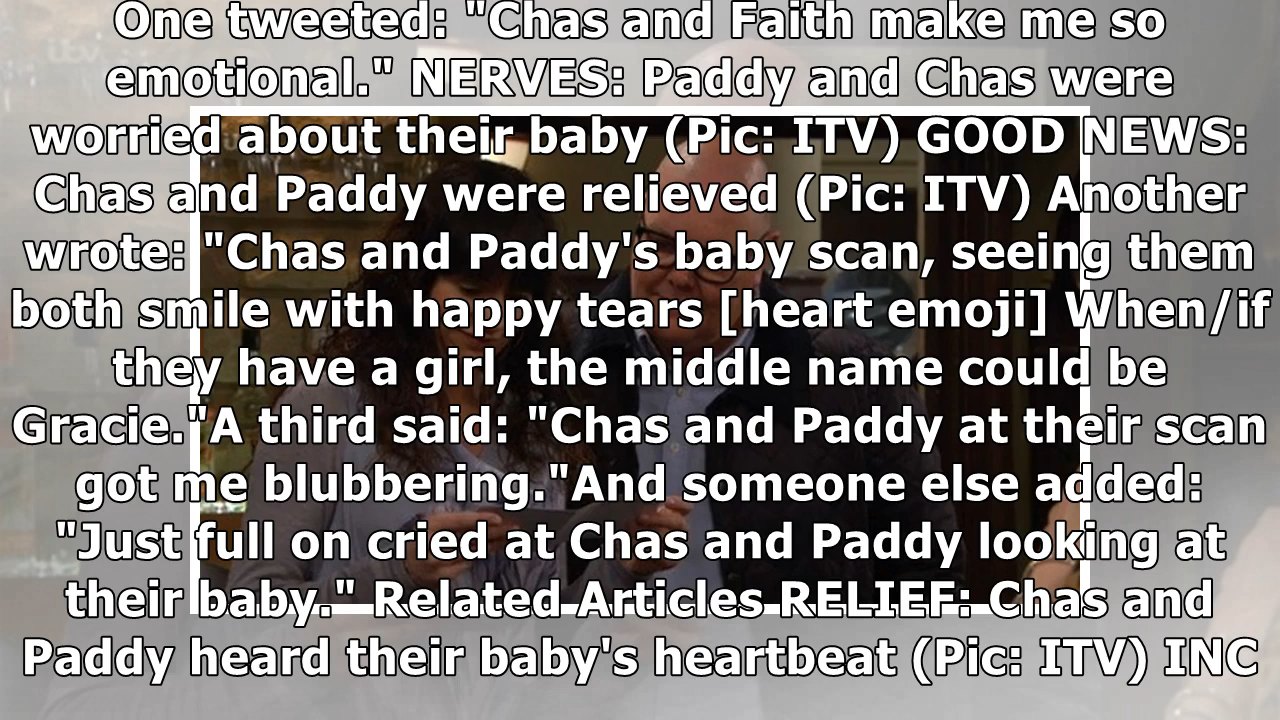 One tweeted: "Chas and Faith make me so
emotional." NERVES: Paddy and Chas were
worried about their baby (Pic: ITV) GOOD NEWS:
Chas and Paddy were relieved (Pic: ITV) Another
wrote: "Chas and Paddy's baby scan, seeing them
both smile with happy tears [heart emoji] When/if
they have a girl, the middle name could be
Gracie."A third said: "Chas and Paddy at their scan
got me blubbering."And someone else added:
"Just full on cried at Chas and Paddy looking at
their baby." Related Articles RELIEF: Chas and
Paddy heard their baby's heartbeat (Pic: ITV) INC
itv